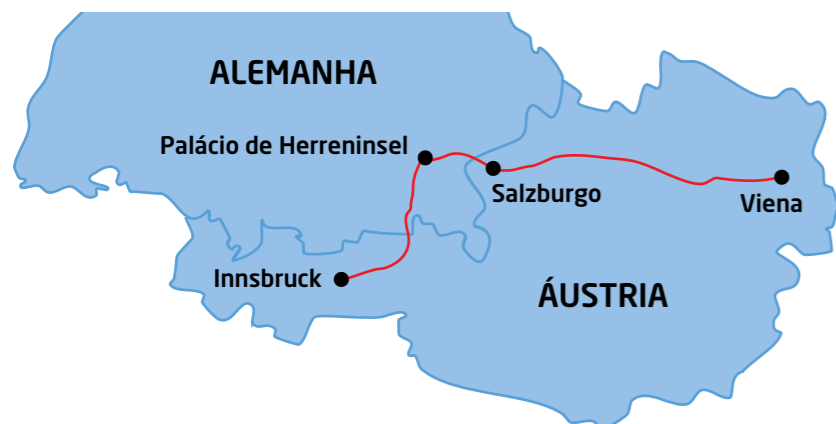 ALEMANHA
Palácio de Herreninsel
Salzburgo
Viena
Innsbruck
ÁUSTRIA